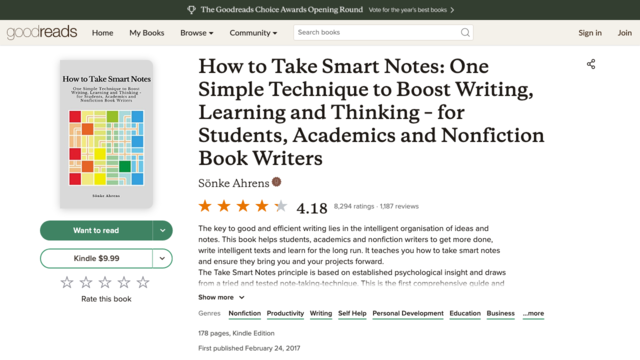 The Goodreads Choice Awards Opening Round Vote for the year's best books
goodreads Home My Books Browse Community Search books Sign in Join
How to Take Smart Notes
One Simple Technique to Boost
Writing, Learning and Thinking -
for Students, Academics and
Nonfiction Book Writers
Sönke Ahrens
Want to read
Kindle $9.99
Rate this book
How to Take Smart Notes: One
Simple Technique to Boost Writing,
Learning and Thinking – for
Students, Academics and Nonfiction
Book Writers
Sönke Ahrens
4.18 8,294 ratings · 1,187 reviews
The key to good and efficient writing lies in the intelligent organisation of ideas and
notes. This book helps students, academics and nonfiction writers to get more done,
write intelligent texts and learn for the long run. It teaches you how to take smart notes
and ensure they bring you and your projects forward.
The Take Smart Notes principle is based on established psychological insight and draws
from a tried and tested note-taking-technique. This is the first comprehensive guide and
Show more
Genres Nonfiction Productivity Writing Self Help Personal Development Education Business ...more
178 pages, Kindle Edition
First published February 24, 2017